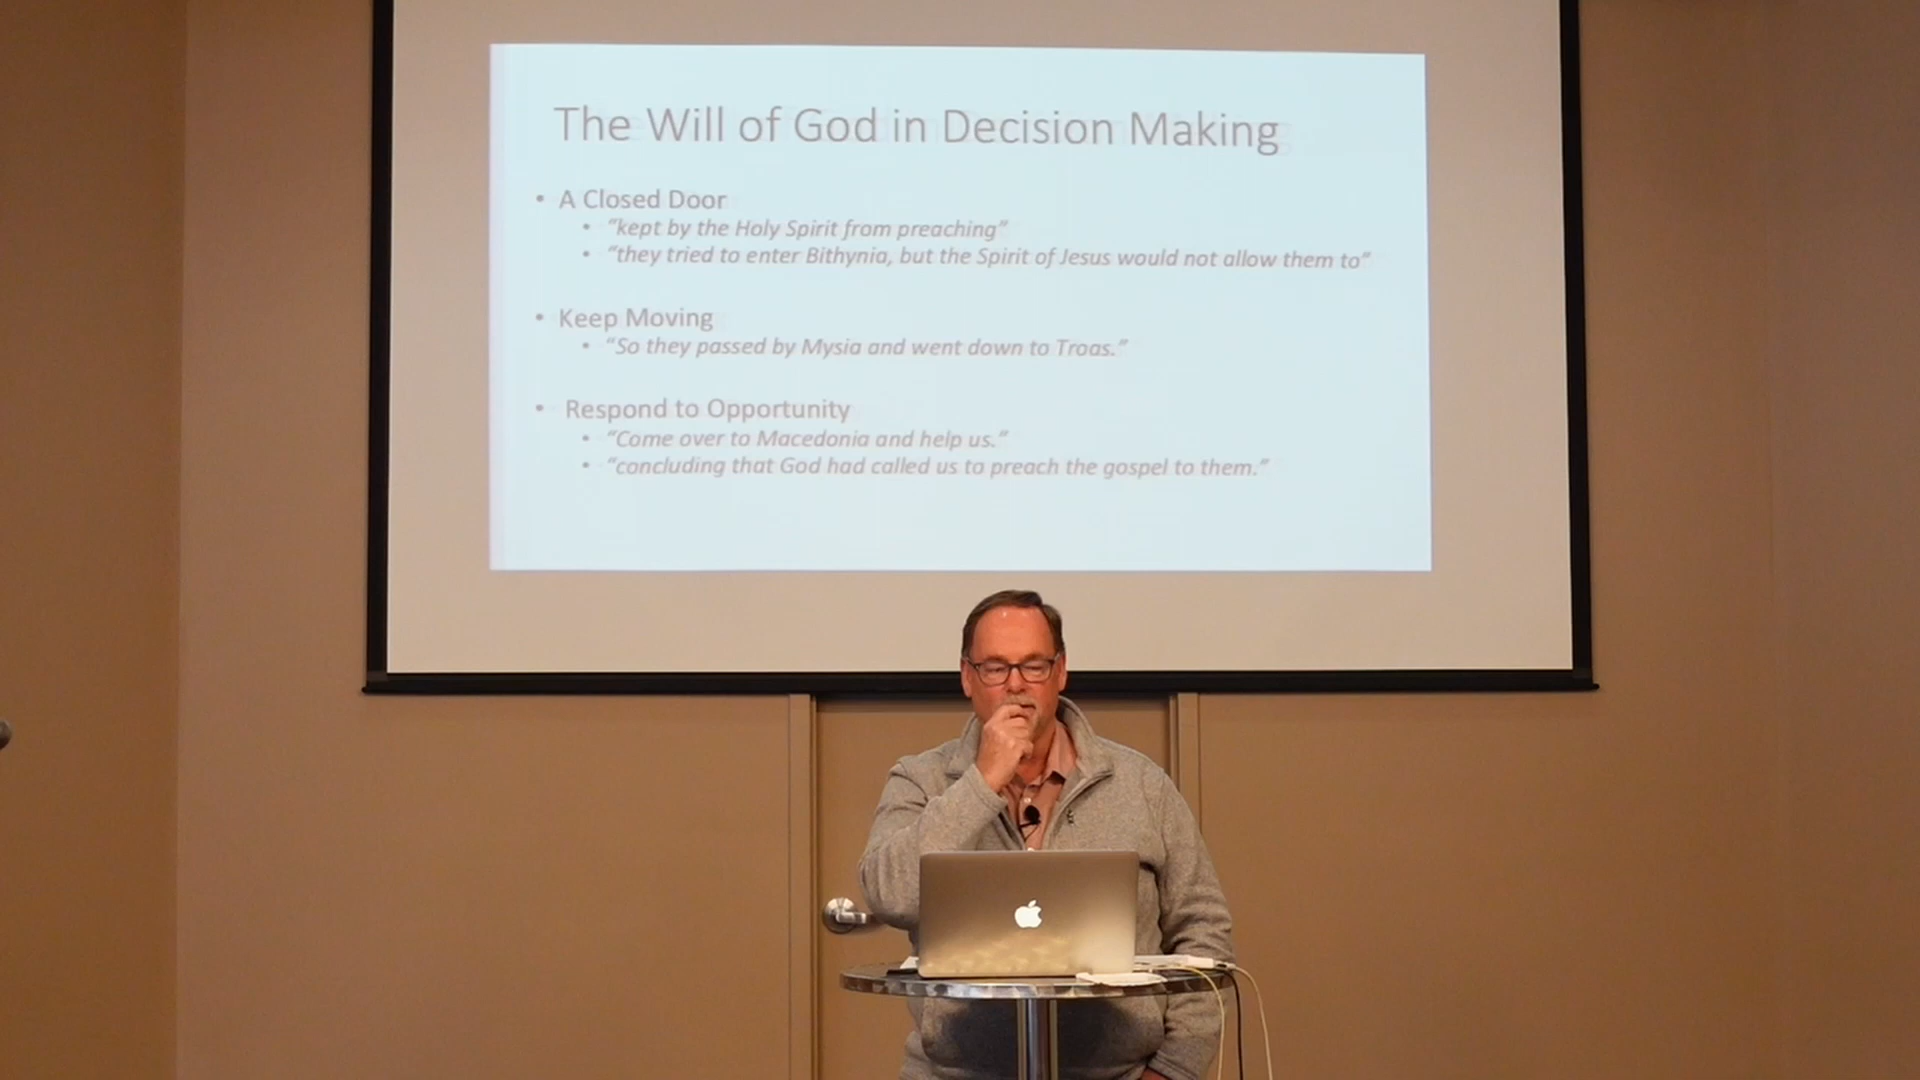 The Will of God in Decision Making
• A Closed Door
• "kept by the Holy Spirit from preaching"
• "they tried to enter Bithynia, but the Spirit of Jesus would not allow them to"
• Keep Moving
• "So they passed by Mysia and went down to Troas."
• Respond to Opportunity
• "Come over to Macedonia and help us."
• "concluding that God had called us to preach the gospel to them."